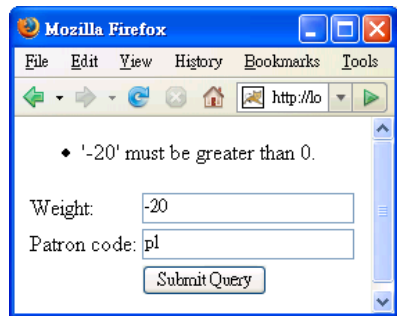 Mozilla Firefox
File Edit View History Bookmarks Tools
http://lo
• '-20' must be greater than 0.
Weight: -20
Patron code: p1
Submit Query